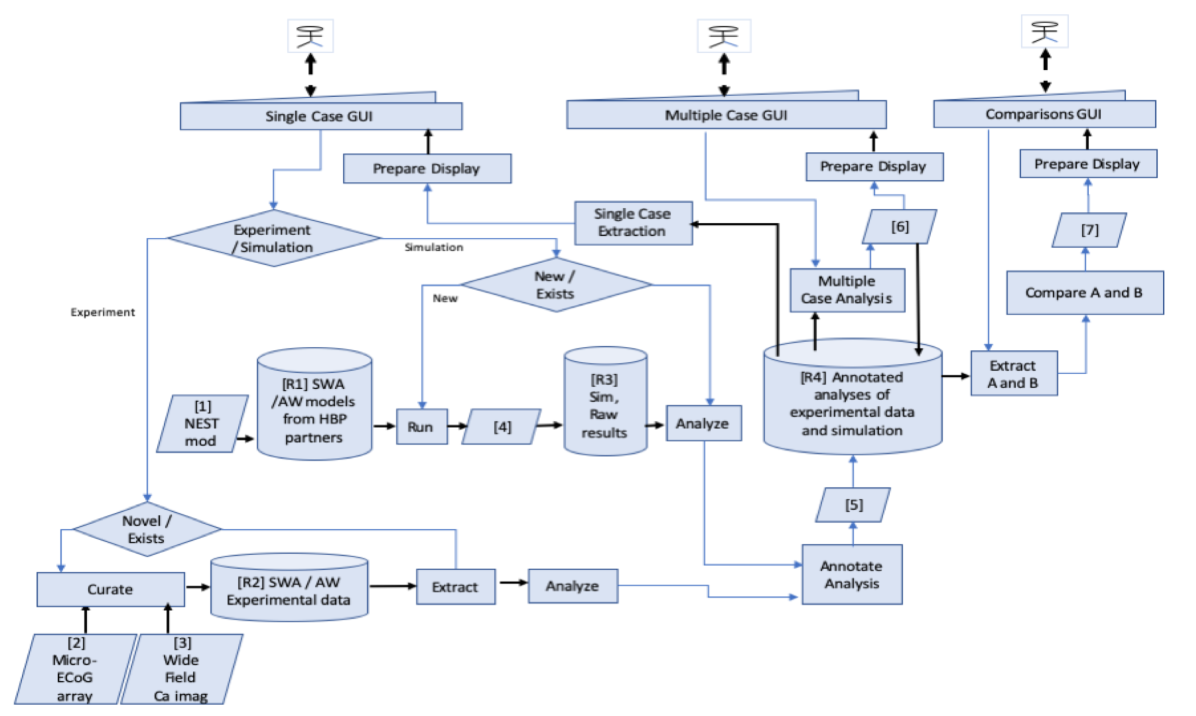 Single Case GUI
Multiple Case GUI
Comparisons GUI
Prepare Display
Prepare Display
Prepare Display
Single Case
Extraction
[6]
[7]
Experiment
/ Simulation
Simulation
New /
Exists
New
Multiple
Case Analysis
Compare A and B
Experiment
[1]
NEST
mod
[R1] SWA
/AW models
from HBP
partners
Run
[4]
[R3]
Sim,
Raw
results
Analyze
[R4] Annotated
analyses of
experimental data
and simulation
Extract
A and B
[5]
Novel /
Exists
Curate
[R2] SWA / AW
Experimental data
Extract
Analyze
Annotate
Analysis
[2]
Micro-
ECoG
array
[3]
Wide
Field
Ca imag